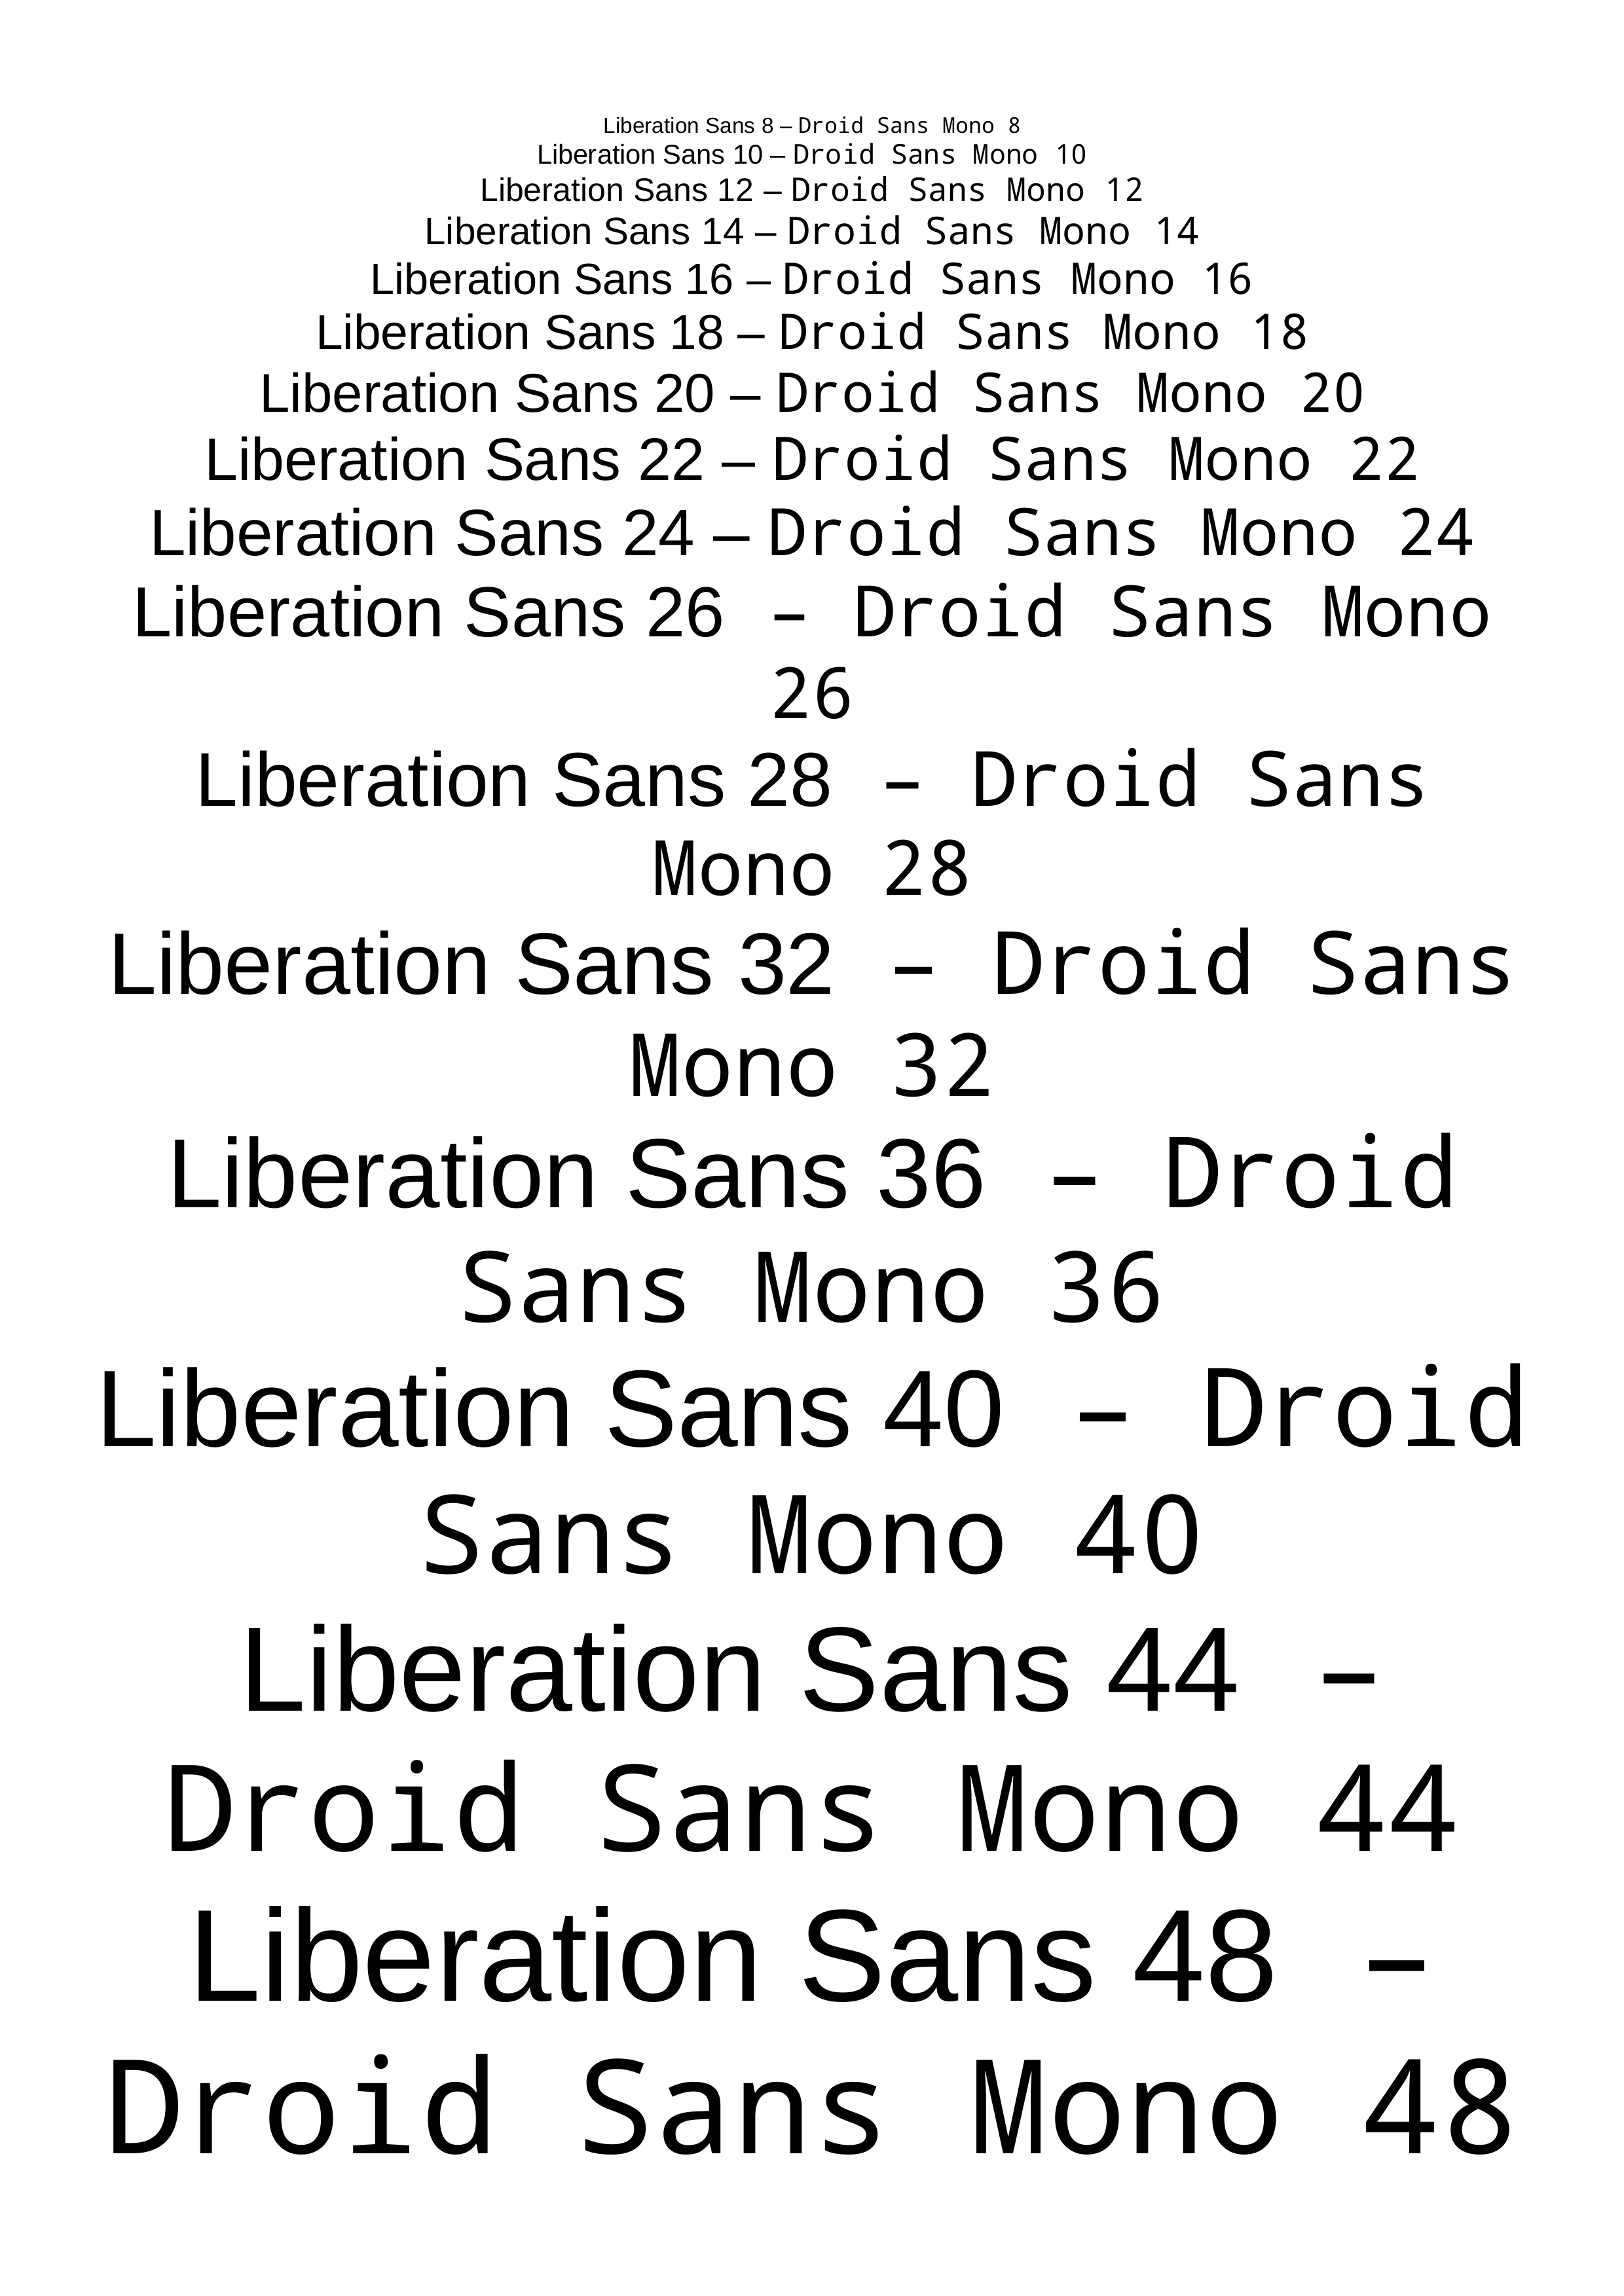 Liberation Sans 8 – Droid Sans Mono 8
Liberation Sans 10 – Droid Sans Mono 10
Liberation Sans 12 – Droid Sans Mono 12
Liberation Sans 14 – Droid Sans Mono 14
Liberation Sans 16 – Droid Sans Mono 16
Liberation Sans 18 – Droid Sans Mono 18
Liberation Sans 20 – Droid Sans Mono 20
Liberation Sans 22 – Droid Sans Mono 22
Liberation Sans 24 – Droid Sans Mono 24
Liberation Sans 26 – Droid Sans Mono
26
Liberation Sans 28 – Droid Sans
Mono 28
Liberation Sans 32 – Droid Sans
Mono 32
Liberation Sans 36 – Droid
Sans Mono 36
Liberation Sans 40 – Droid
Sans Mono 40
Liberation Sans 44 –
Droid Sans Mono 44
Liberation Sans 48 –
Droid Sans Mono 48